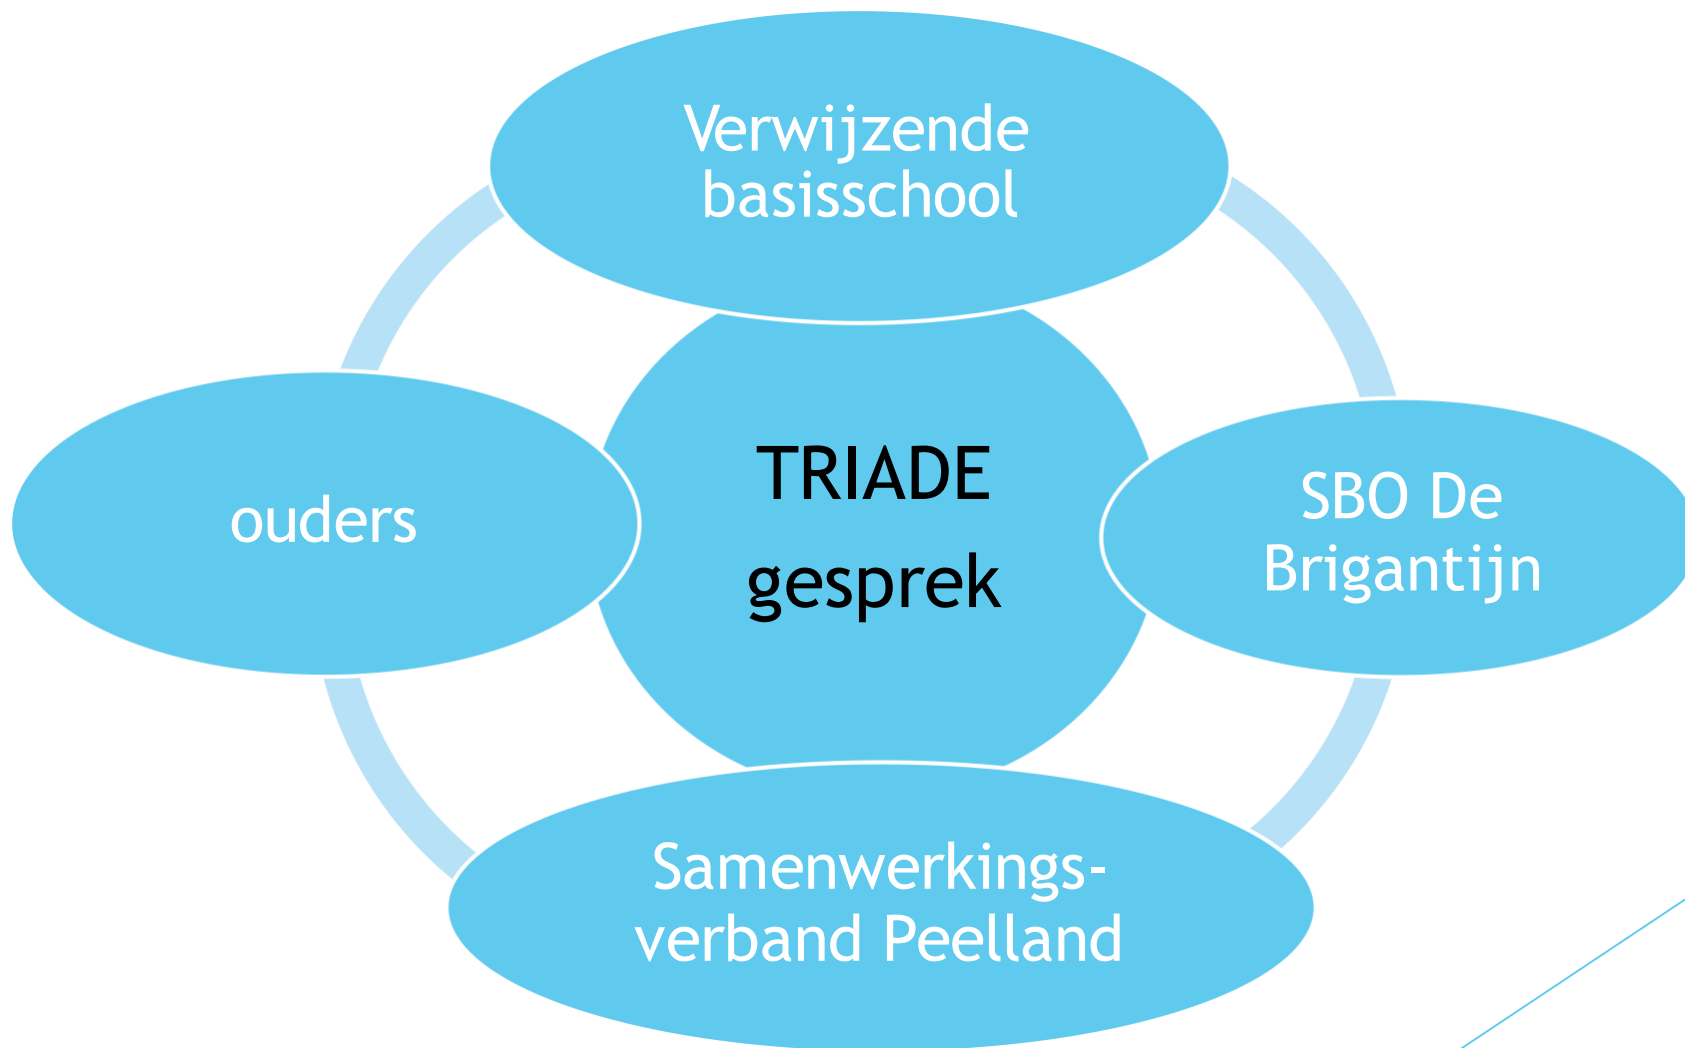 Verwijzende
basisschool
TRIADE
gesprek
ouders
SBO De
Brigantijn
Samenwerkings-
verband Peelland